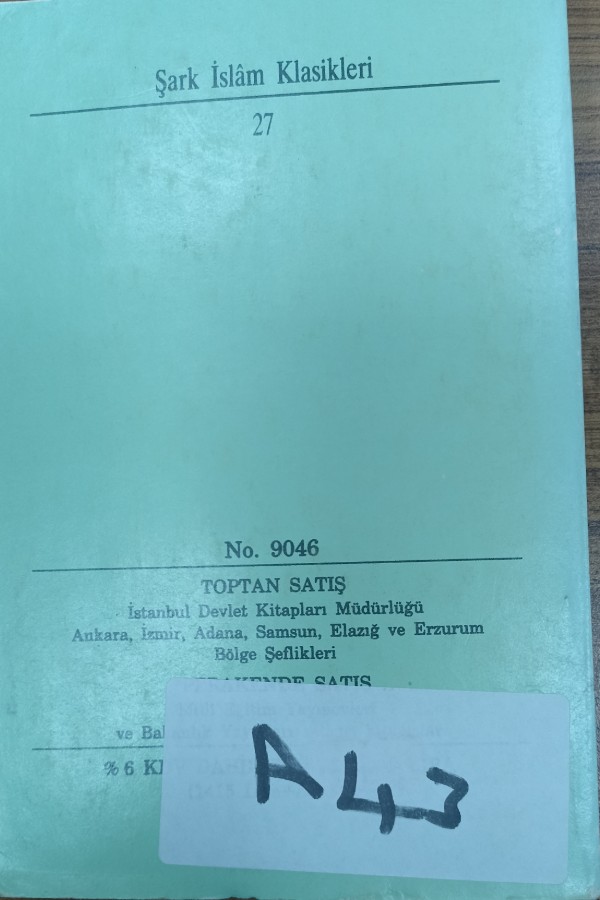 Şark İslâm Klasikleri
27
No. 9046
TOPTAN SATIŞ
İstanbul Devlet Kitapları Müdürlüğü
Ankara, İzmir, Adana, Samsun, Elazığ ve Erzurum
Bölge Şeflikleri
SATIŞ
ve
% 6
A43